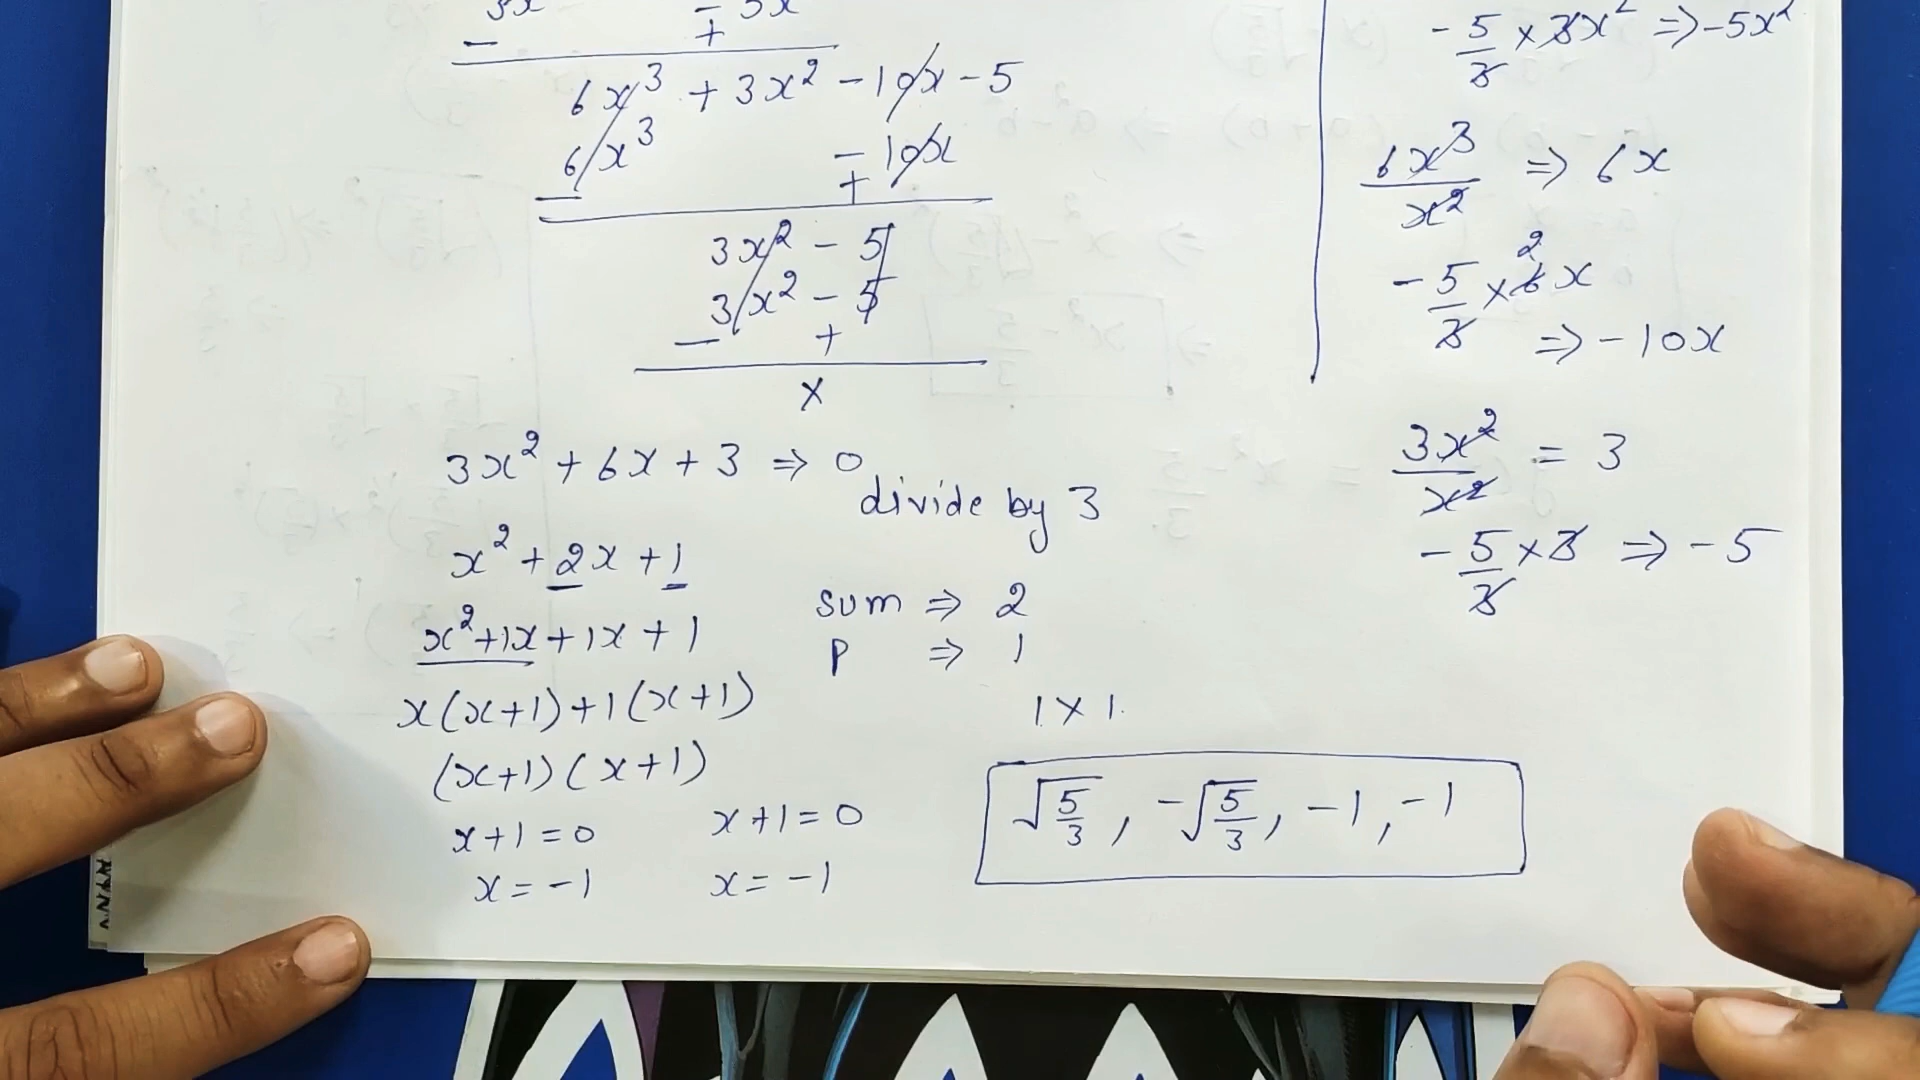 3x⁴ - 5x²
- +
6x³ + 3x² - 10x - 5
6x³ - 10x
- +
3x² - 5
3x² - 5
- +
x
3x² + 6x + 3 ⇒ 0
divide by 3
x² + 2x + 1
x² + 1x + 1x + 1
x(x+1) + 1(x+1)
(x+1)(x+1)
x+1=0 x+1=0
x=-1 x=-1
sum ⇒ 2
P ⇒ 1
1 x 1.
√5/3, -√5/3, -1, -1
-5/3 x 3x² ⇒ -5x²
6x³/x² ⇒ 6x
2
-5/3 x 6x
⇒ -10x
3x²/x² = 3
-5/3 x 3 ⇒ -5